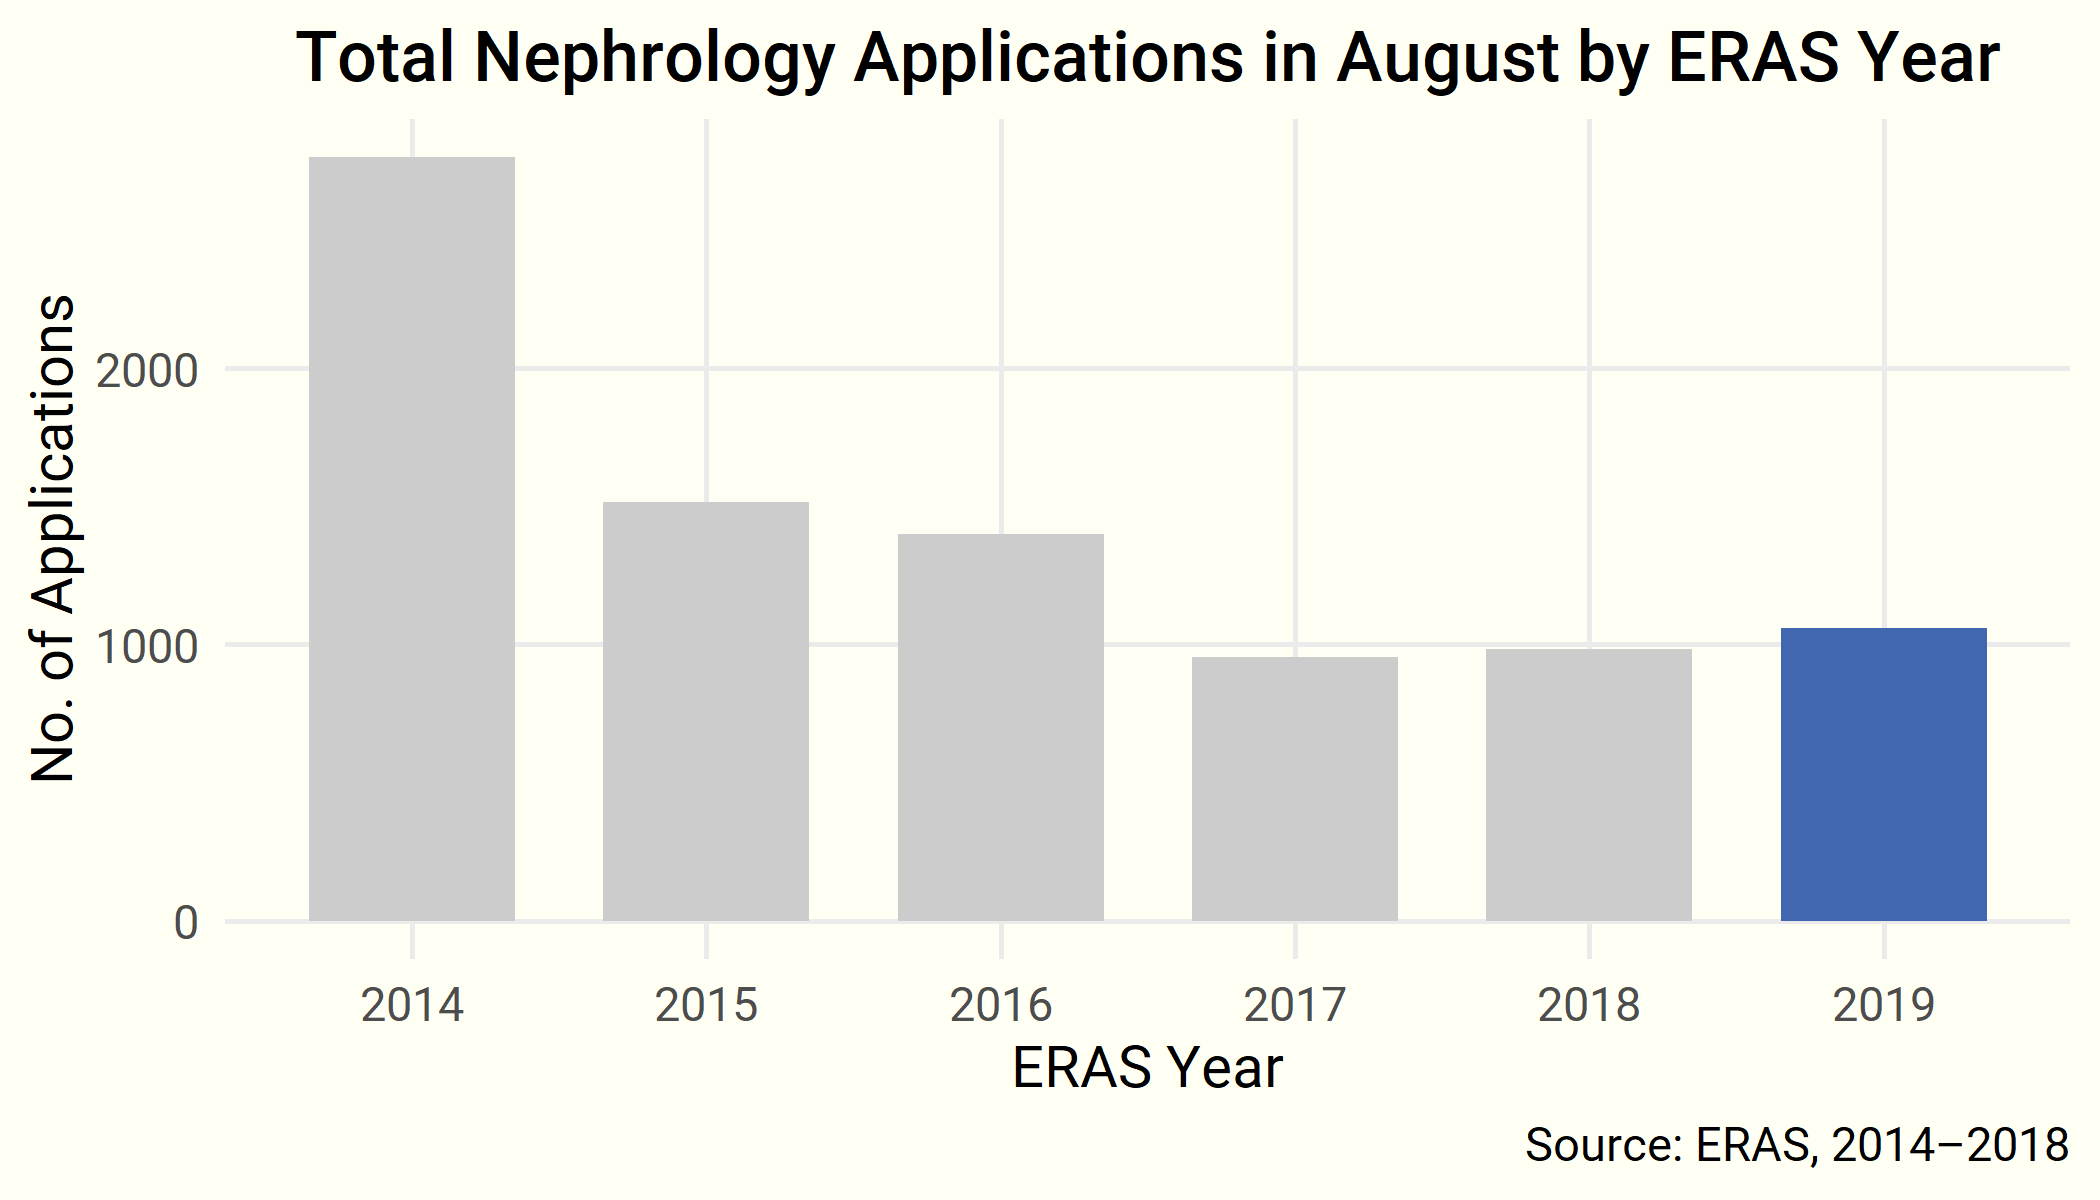 Total Nephrology Applications in August by ERAS Year
No. of Applications
2000
1000
0
2014 2015 2016 2017 2018 2019
ERAS Year
Source: ERAS, 2014–2018